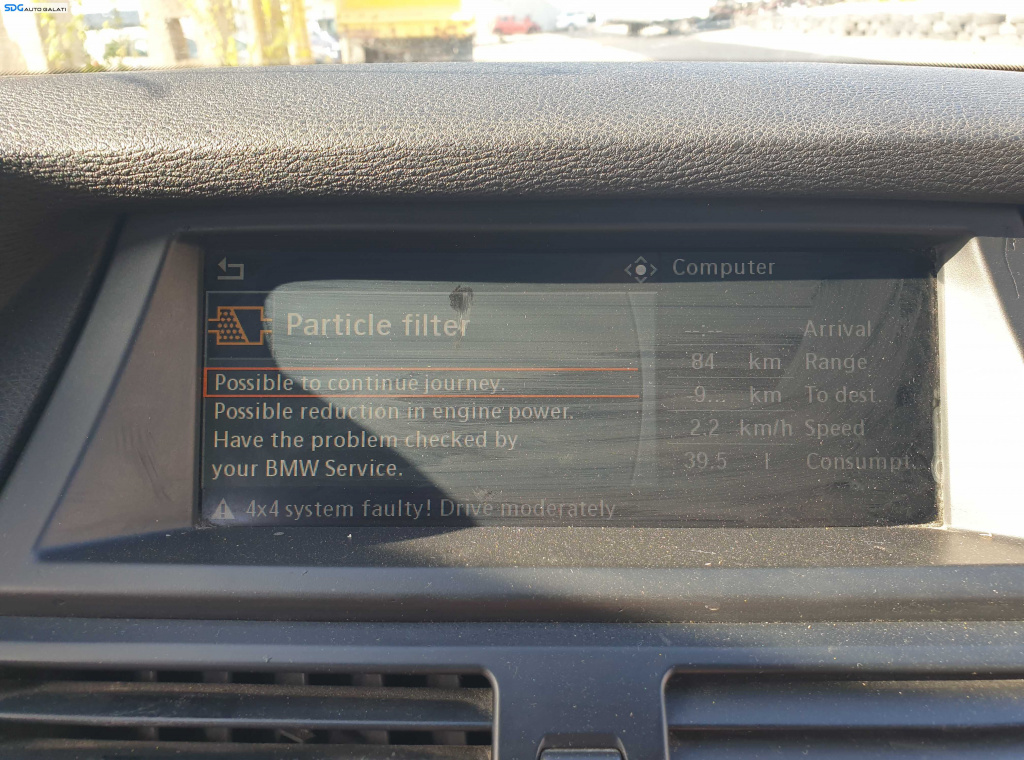 SDG AUTO GALATI
Computer
Particle filter
Possible to continue journey.
Possible reduction in engine power.
Have the problem checked by
your BMW Service.
4x4 system faulty! Drive moderately
--:-- Arrival
84 km Range
-9... km To dest.
2.2 km/h Speed
39.5 l Consumpt.